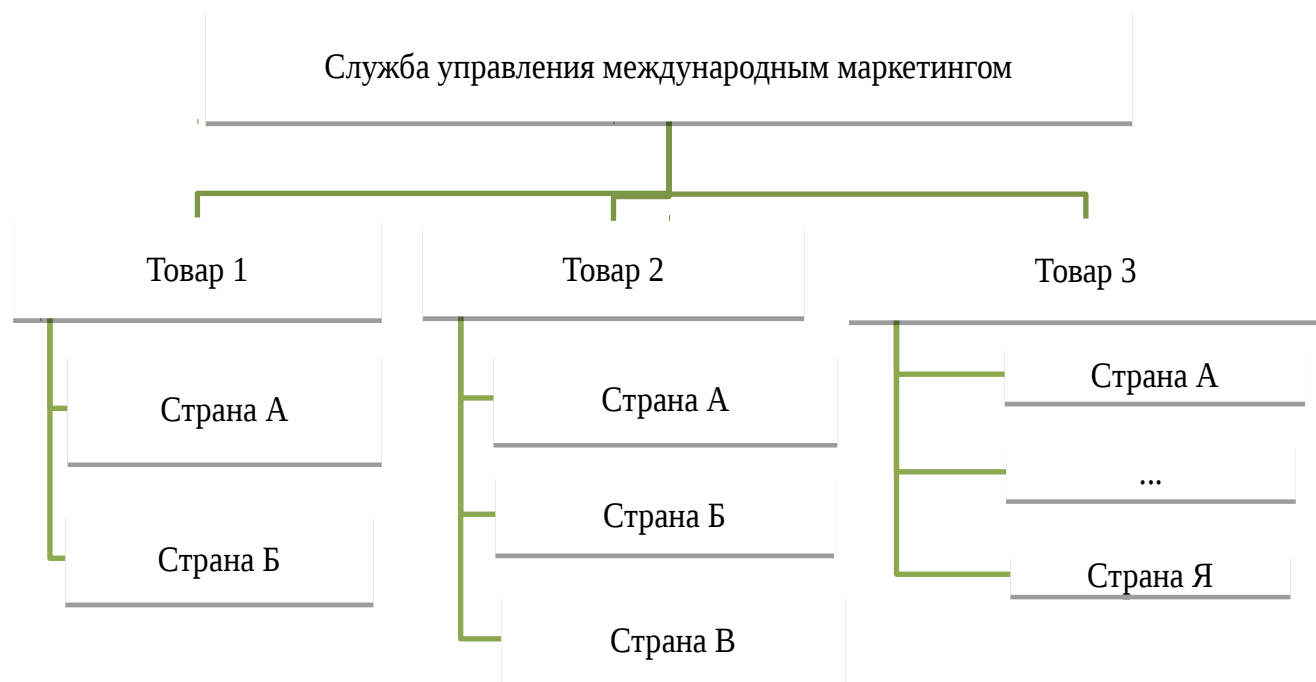 Служба управления международным маркетингом
Товар 1
Товар 2
Товар 3
Страна А
Страна Б
Страна А
Страна Б
Страна В
Страна А
...
Страна Я